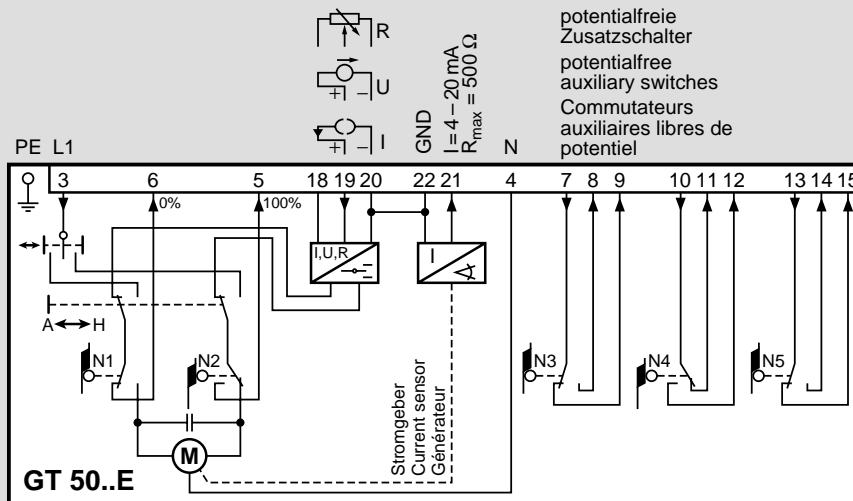 R
U
+ −
I
+ −
GND
I=4 – 20 mA
Rmax = 500 Ω
potentialfreie
Zusatzschalter
potentialfree
auxiliary switches
Commutateurs
auxiliaires libres de
potentiel
PE L1
N
3 6 5 18 19 20 22 21 4 7 8 9 10 11 12 13 14 15
0% 100%
I,U,R
I
A H
N1 N2 N3 N4 N5
Stromgeber
Current sensor
Générateur
M
GT 50..E